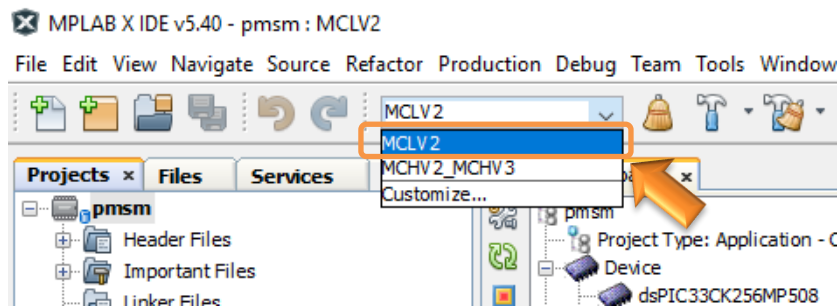 MPLAB X IDE v5.40 - pmsm : MCLV2
File Edit View Navigate Source Refactor Production Debug Team Tools Window
MCLV2
MCLV2
MCHV2_MCHV3
Customize...
Projects × Files Services ×
pmsm
Header Files
Important Files
Linker Files
pmsm
Project Type: Application -
Device
dsPIC33CK256MP508